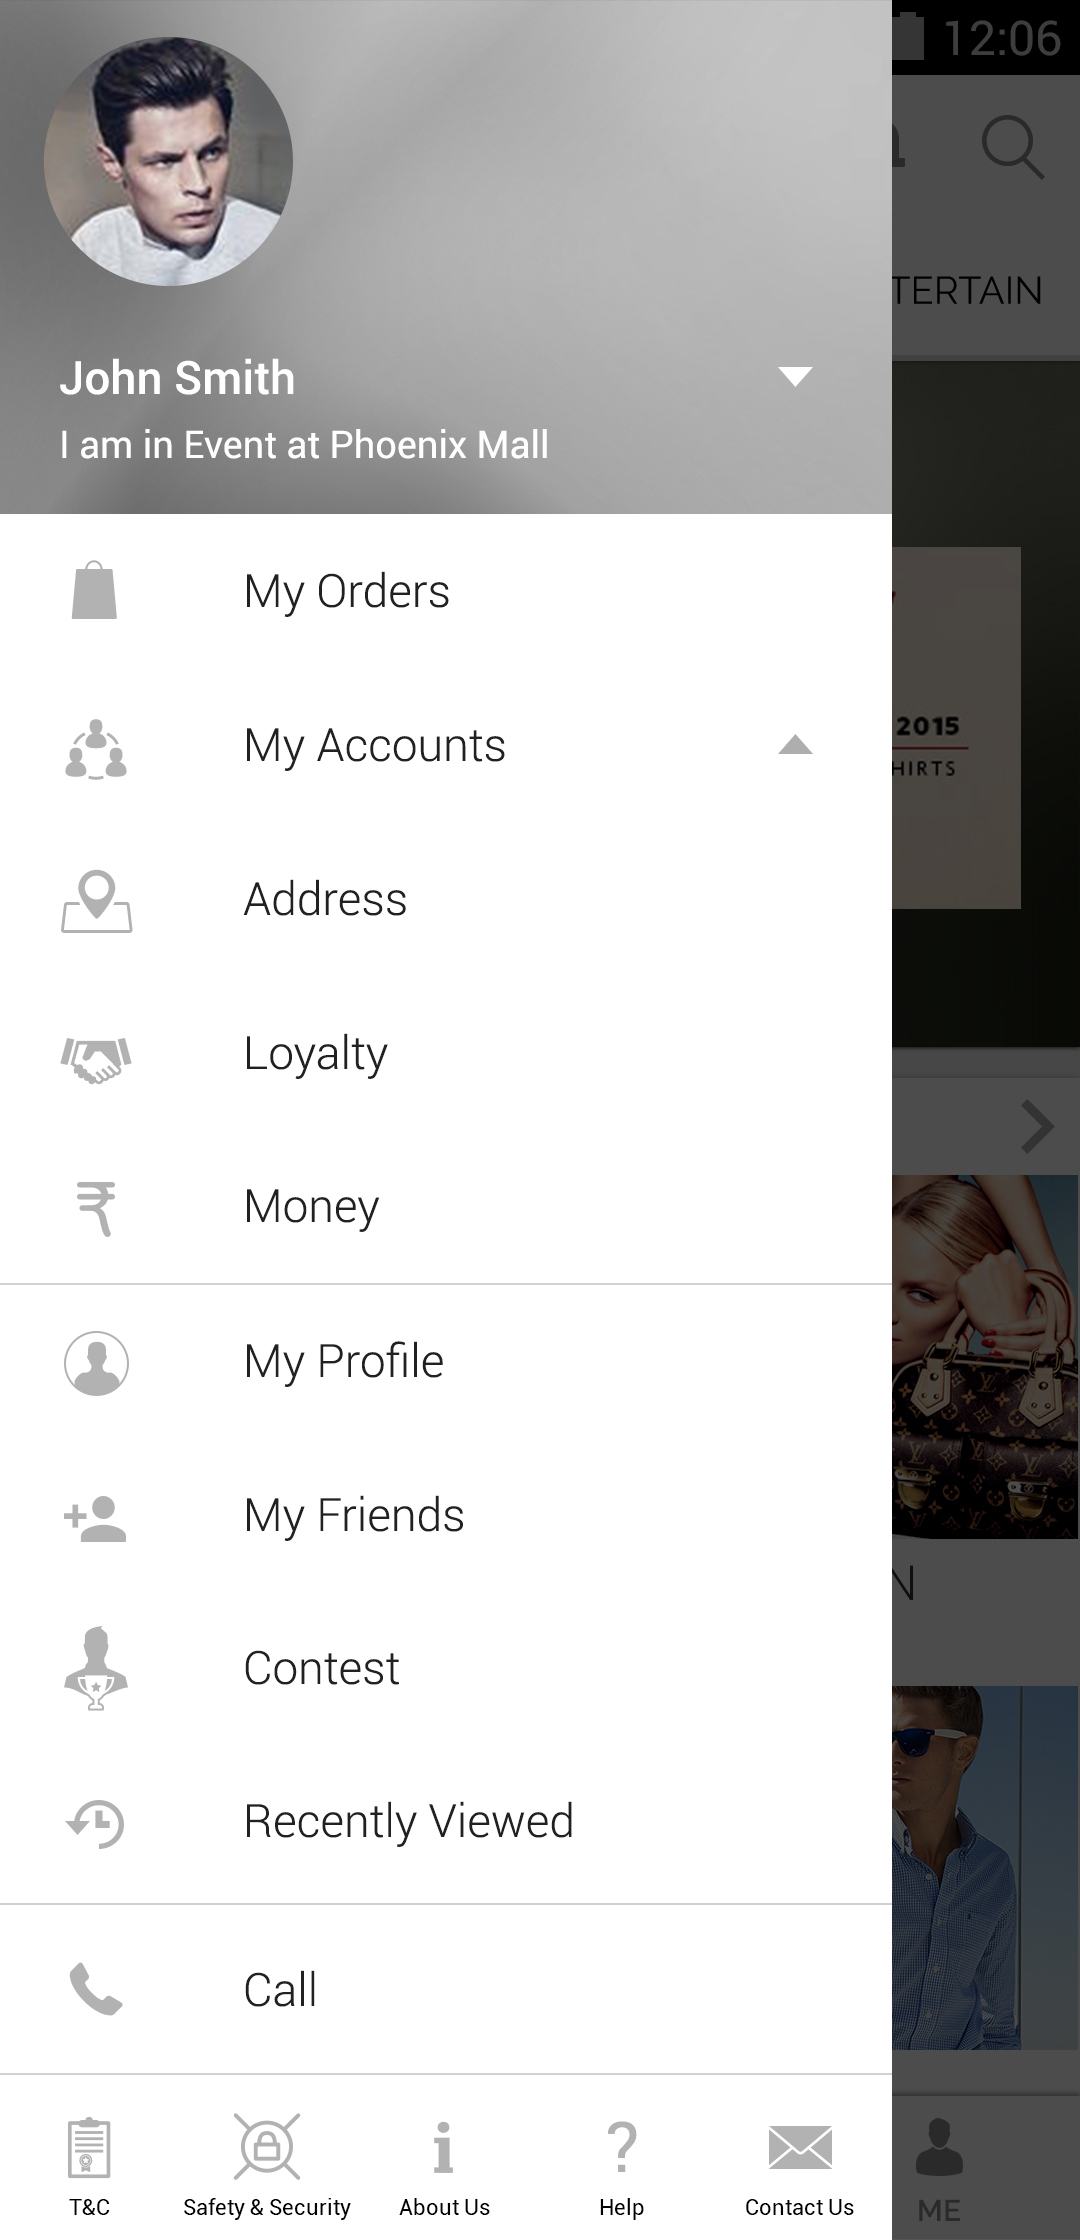 12:06
TERTAIN
John Smith
I am in Event at Phoenix Mall
My Orders
My Accounts
2015
HIRTS
Address
Loyalty
Money
My Profile
My Friends
N
Contest
Recently Viewed
Call
T&C
Safety & Security
About Us
Help
Contact Us
ME